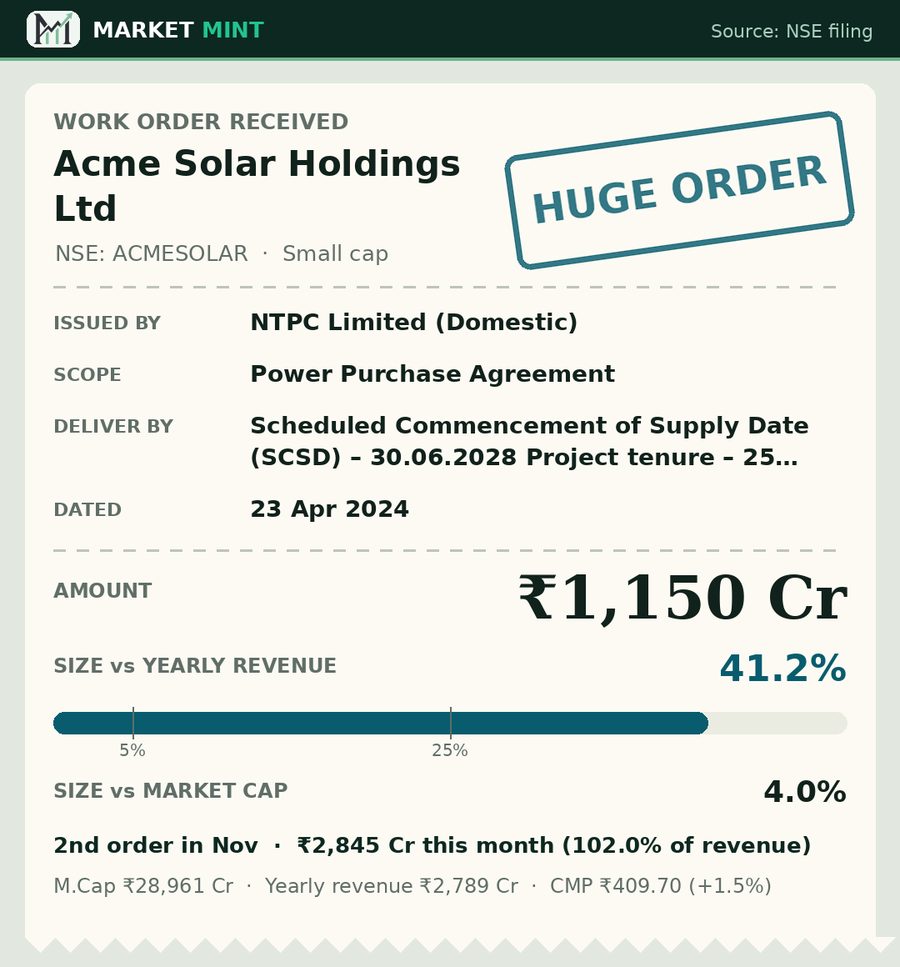 MARKET MINT
Source: NSE filing
WORK ORDER RECEIVED
Acme Solar Holdings
Ltd
HUGE ORDER
NSE: ACMESOLAR · Small cap
ISSUED BY NTPC Limited (Domestic)
SCOPE Power Purchase Agreement
DELIVER BY Scheduled Commencement of Supply Date
(SCSD) – 30.06.2028 Project tenure – 25…
DATED 23 Apr 2024
AMOUNT ₹1,150 Cr
SIZE vs YEARLY REVENUE 41.2%
5% 25%
SIZE vs MARKET CAP 4.0%
2nd order in Nov · ₹2,845 Cr this month (102.0% of revenue)
M.Cap ₹28,961 Cr · Yearly revenue ₹2,789 Cr · CMP ₹409.70 (+1.5%)